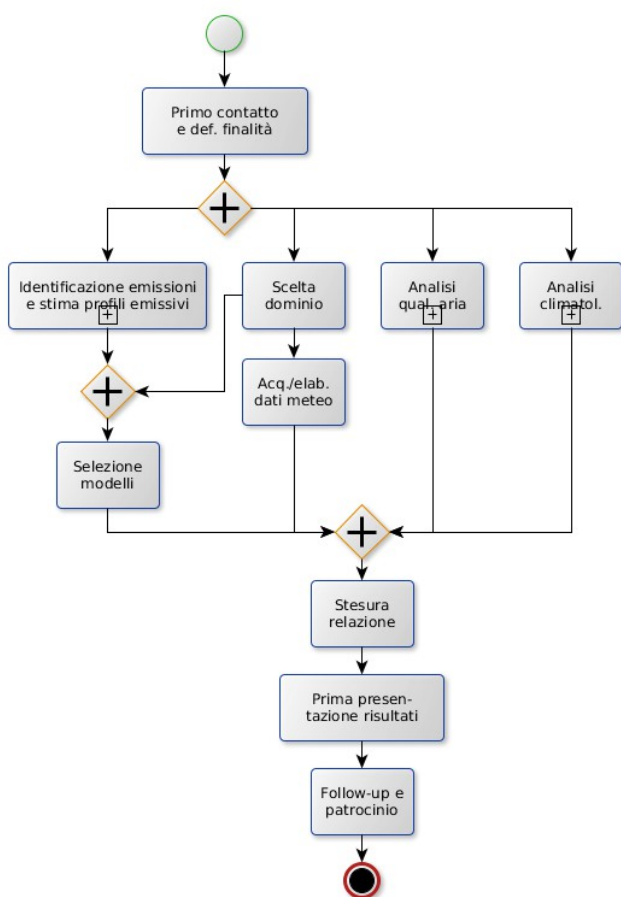 Primo contatto
e def. finalità
Identificazione emissioni
e stima profili emissivi
Scelta
dominio
Analisi
qual. aria
Analisi
climatol.
Acq./elab.
dati meteo
Selezione
modelli
Stesura
relazione
Prima presen-
tazione risultati
Follow-up e
patrocinio